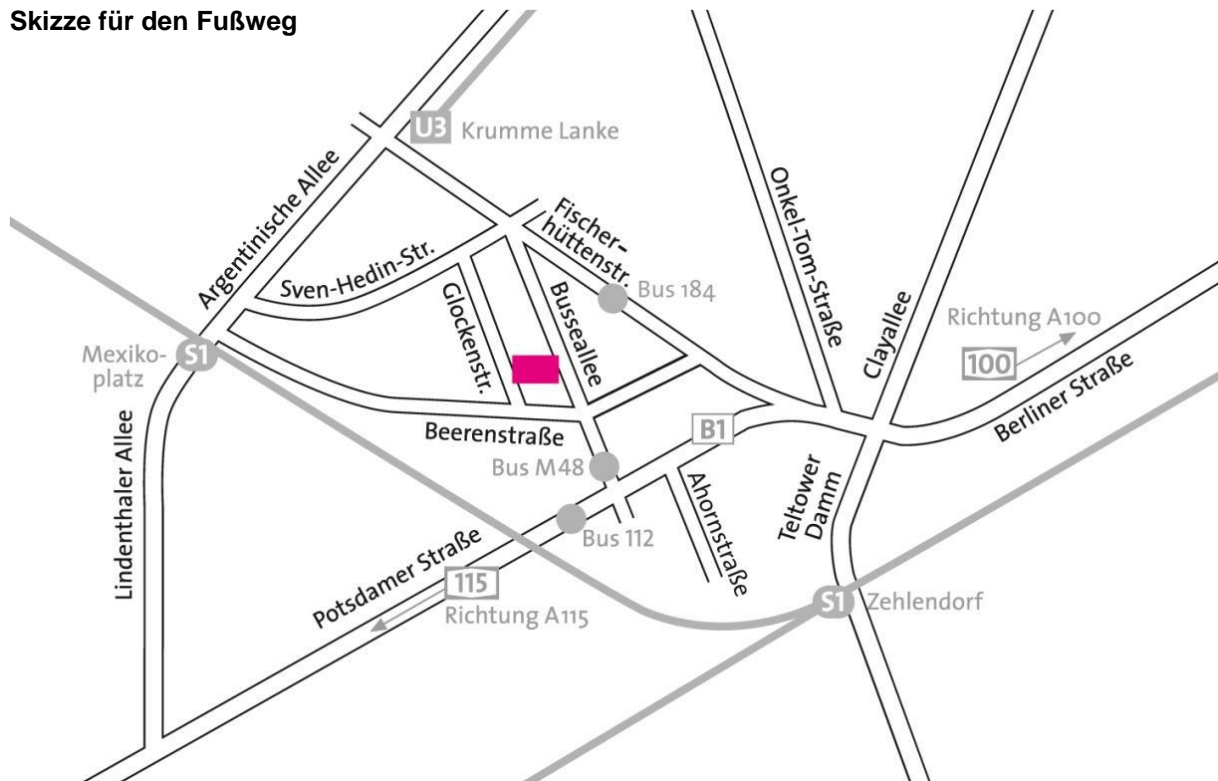 Skizze für den Fußweg
U3 Krumme Lanke
Argentinische Allee
Fischer-
hüttenstr.
Onkel-Tom-Straße
Sven-Hedin-Str.
Glockenstr.
Busseallee
Bus 184
Clayallee
Richtung A100
100
Berliner Straße
Mexiko-
platz
S1
Beerenstraße
B1
Lindenthaler Allee
Bus M48
Ahornstraße
Teltower
Damm
Bus 112
Potsdamer Straße
115
Richtung A115
S1 Zehlendorf